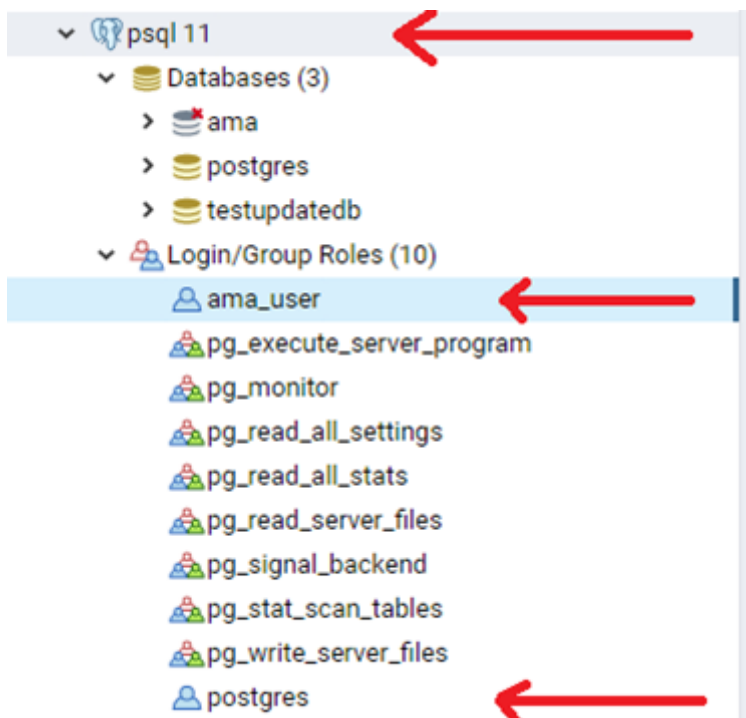 psql 11
Databases (3)
ama
postgres
testupdatedb
Login/Group Roles (10)
ama_user
pg_execute_server_program
pg_monitor
pg_read_all_settings
pg_read_all_stats
pg_read_server_files
pg_signal_backend
pg_stat_scan_tables
pg_write_server_files
postgres